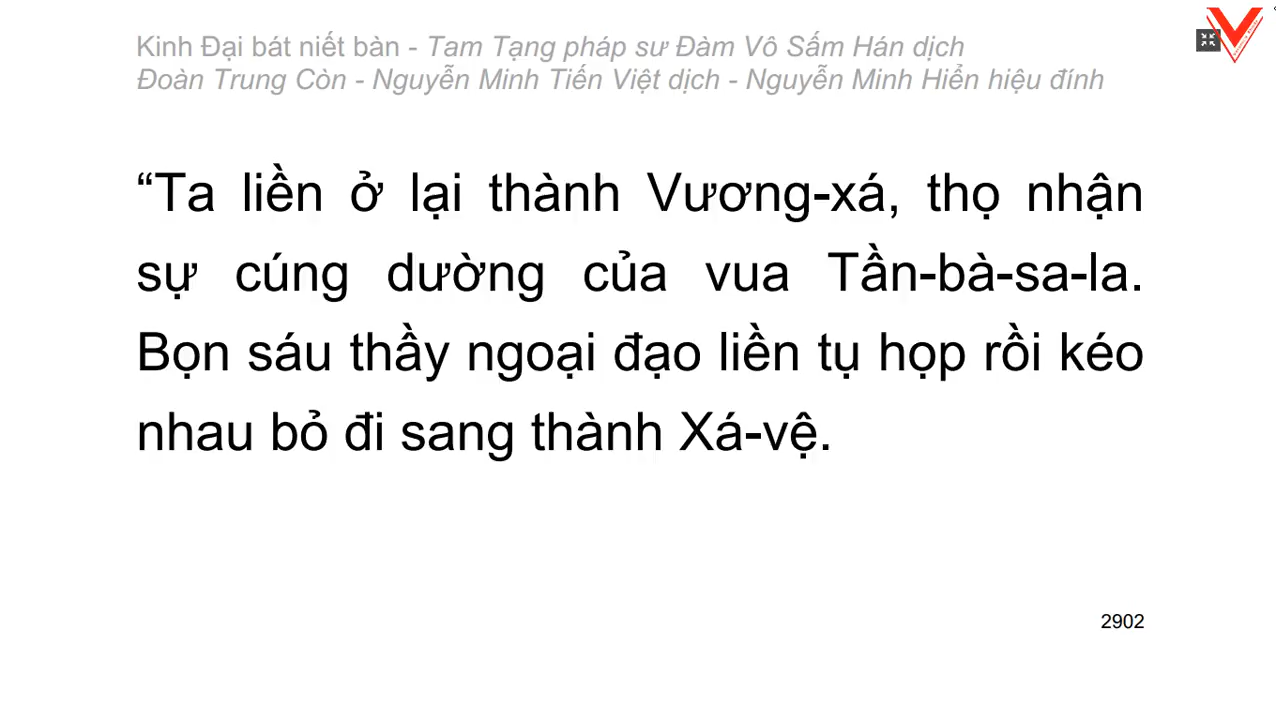 Kinh Đại bát niết bàn - Tam Tạng pháp sư Đàm Vô Sấm Hán dịch
Đoàn Trung Còn - Nguyễn Minh Tiến Việt dịch - Nguyễn Minh Hiển hiệu đính
“Ta liền ở lại thành Vương-xá, thọ nhận
sự cúng dường của vua Tần-bà-sa-la.
Bọn sáu thầy ngoại đạo liền tụ họp rồi kéo
nhau bỏ đi sang thành Xá-vệ.
2902